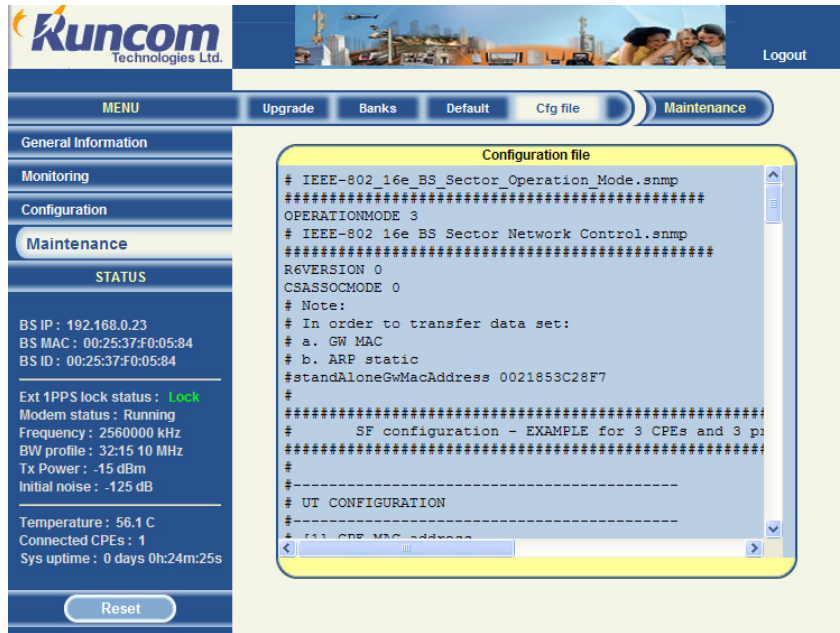 Runcom
Technologies Ltd.
Logout
MENU
Upgrade Banks Default Cfg file Maintenance
General Information
Monitoring
Configuration
Maintenance
STATUS
BS IP : 192.168.0.23
BS MAC : 00:25:37:F0:05:84
BS ID : 00:25:37:F0:05:84
Ext 1PPS lock status : Lock
Modem status : Running
Frequency : 2560000 kHz
BW profile : 32:15 10 MHz
Tx Power : -15 dBm
Initial noise : -125 dB
Temperature : 56.1 C
Connected CPEs : 1
Sys uptime : 0 days 0h:24m:25s
Reset
Configuration file
# IEEE-802_16e_BS_Sector_Operation_Mode.snmp
###############################################
OPERATIONMODE 3
# IEEE-802 16e BS Sector Network Control.snmp
################################################
R6VERSION 0
CSASSOCMODE 0
# Note:
# In order to transfer data set:
# a. GW MAC
# b. ARP static
#standAloneGwMacAddress 0021853C28F7
#
######################################################
# SF configuration - EXAMPLE for 3 CPEs and 3 p
######################################################
#
#-------------------------------------------
# UT CONFIGURATION
#-------------------------------------------
# [1] CPE MAC address